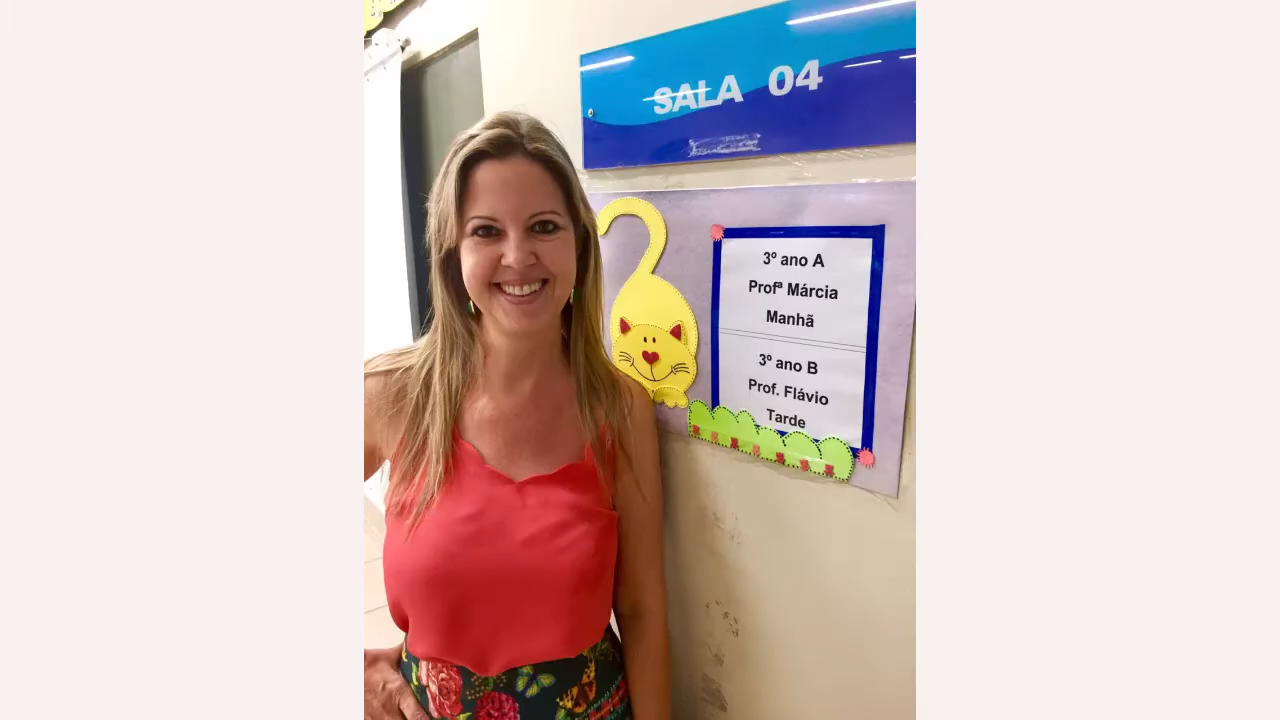 SALA 04
3º ano A
Profª Márcia
Manhã
3º ano B
Prof. Flávio
Tarde